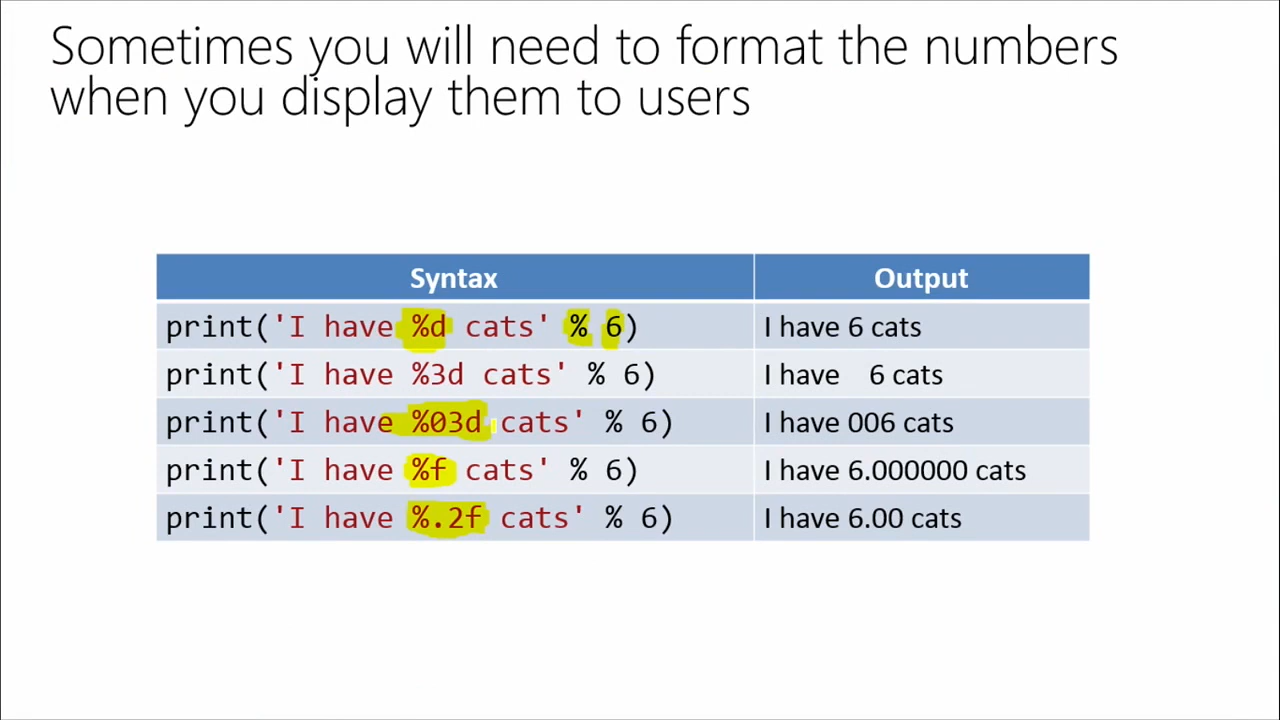 Sometimes you will need to format the numbers
when you display them to users
Syntax Output
print('I have %d cats' % 6) I have 6 cats
print('I have %3d cats' % 6) I have   6 cats
print('I have %03d cats' % 6) I have 006 cats
print('I have %f cats' % 6) I have 6.000000 cats
print('I have %.2f cats' % 6) I have 6.00 cats